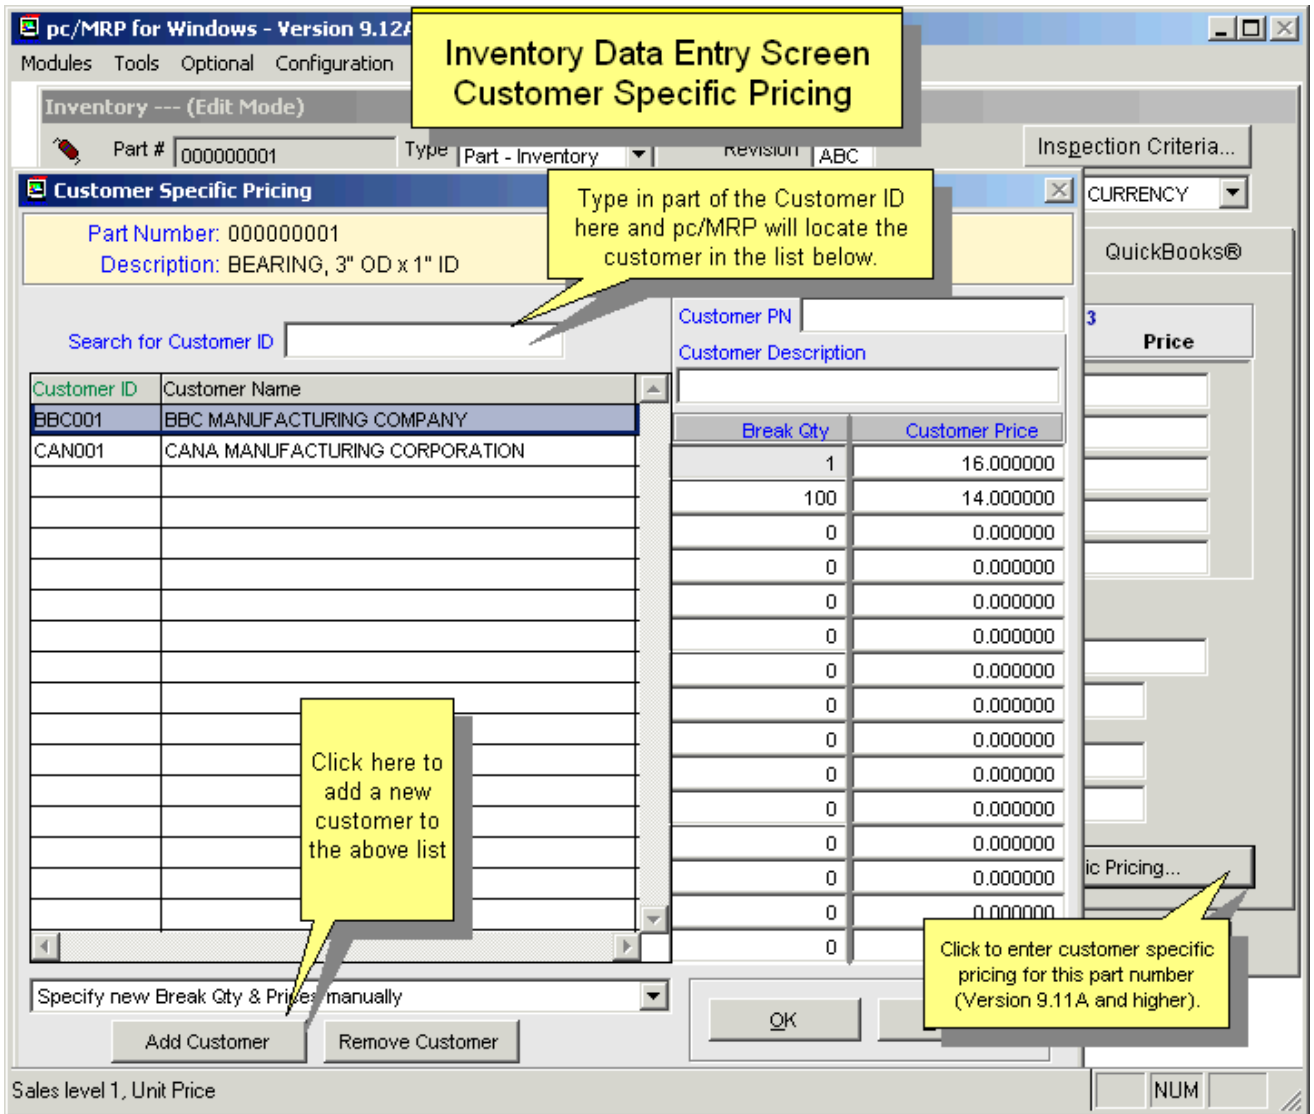 pc/MRP for Windows - Version 9.12A
Inventory Data Entry Screen
Customer Specific Pricing
Modules Tools Optional Configuration
Inventory --- (Edit Mode)
Part # 000000001 Type Part - Inventory Revision ABC Inspection Criteria...
Customer Specific Pricing
CURRENCY
Type in part of the Customer ID
here and pc/MRP will locate the
customer in the list below.
Part Number: 000000001
Description: BEARING, 3" OD x 1" ID
QuickBooks®
Search for Customer ID
Customer PN
Customer Description
3
Price
Customer ID Customer Name
BBC001 BBC MANUFACTURING COMPANY
CAN001 CANA MANUFACTURING CORPORATION
Break Qty Customer Price
1 16.000000
100 14.000000
0 0.000000
0 0.000000
0 0.000000
0 0.000000
0 0.000000
0 0.000000
0 0.000000
0 0.000000
0 0.000000
0 0.000000
0 0.000000
0 0.000000
0
Click here to
add a new
customer to
the above list
ic Pricing...
Click to enter customer specific
pricing for this part number
(Version 9.11A and higher).
Specify new Break Qty & Prices manually
Add Customer Remove Customer
OK
Sales level 1, Unit Price
NUM